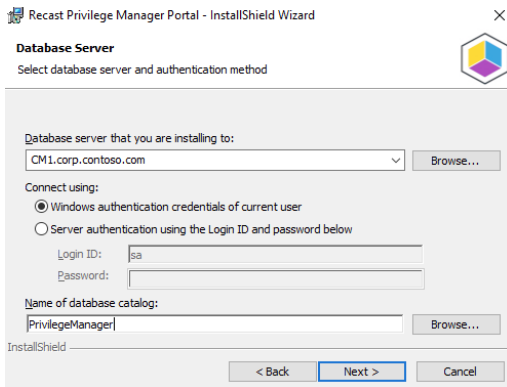 Recast Privilege Manager Portal - InstallShield Wizard
Database Server
Select database server and authentication method
Database server that you are installing to:
CM1.corp.contoso.com Browse...
Connect using:
Windows authentication credentials of current user
Server authentication using the Login ID and password below
Login ID: sa
Password:
Name of database catalog:
PrivilegeManager Browse...
InstallShield
< Back Next > Cancel